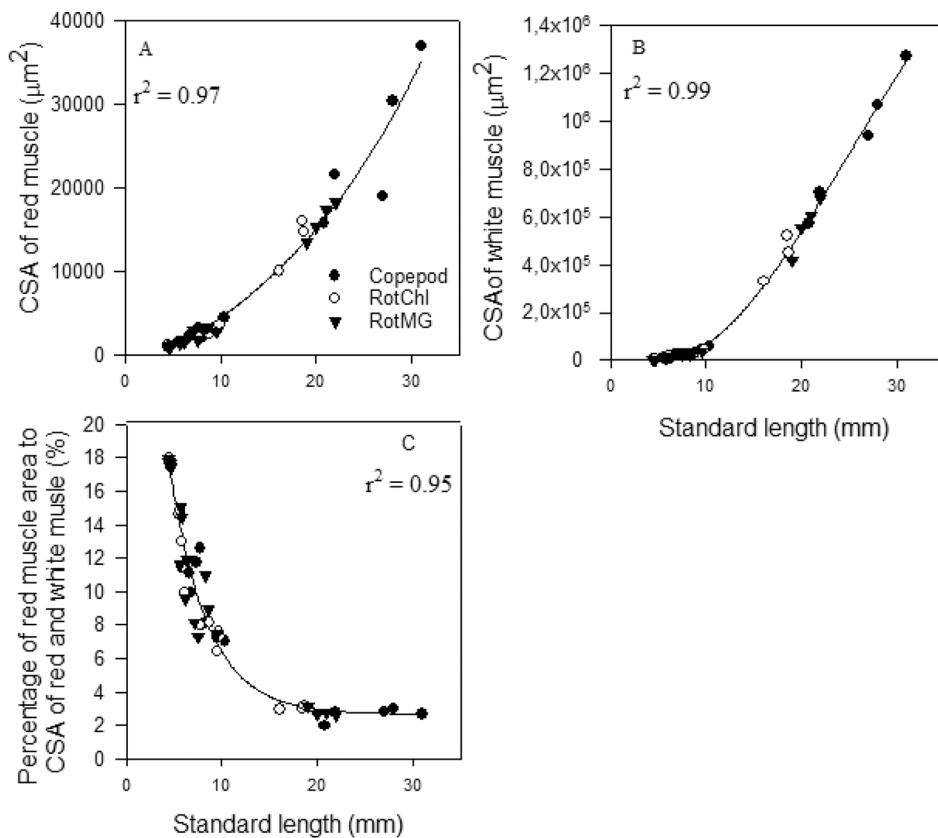 A
r² = 0.97
CSA of red muscle (µm²)
40000
30000
20000
10000
0
0
10
20
30
Copepod
RotChl
RotMG
B
r² = 0.99
CSAof white muscle (µm²)
1,4x10⁶
1,2x10⁶
10⁶
8,0x10⁵
6,0x10⁵
4,0x10⁵
2,0x10⁵
0
0
10
20
30
Standard length (mm)
C
r² = 0.95
Percentage of red muscle area to
CSA of red and white musle (%)
20
18
16
14
12
10
8
6
4
2
0
0
10
20
30
Standard length (mm)